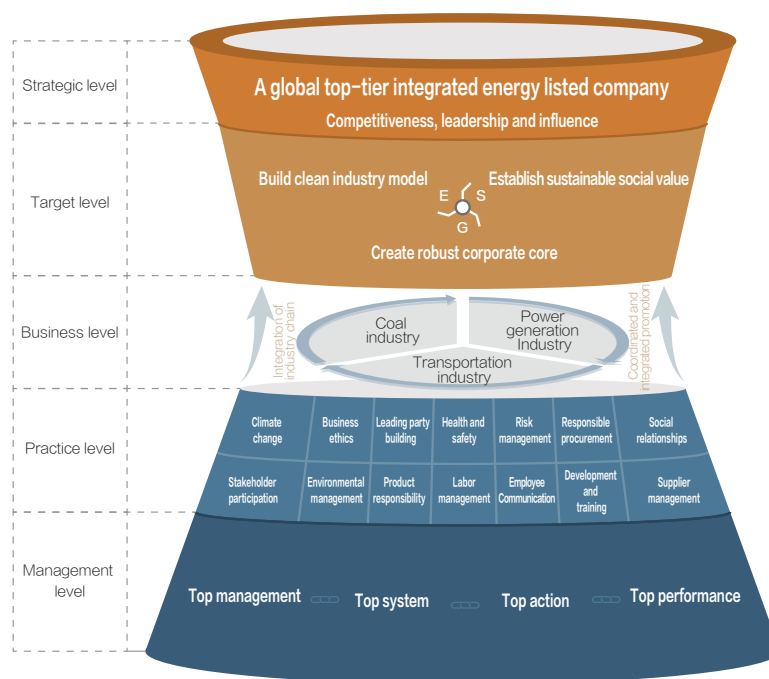 Strategic level
A global top-tier integrated energy listed company
Competitiveness, leadership and influence
Target level
Build clean industry model
Establish sustainable social value
E
S
G
Create robust corporate core
Business level
Integration of
industry chain
Coal
industry
Power
generation
Industry
Transportation
industry
Coordinated and
integrated promotion
Practice level
Climate
change
Business
ethics
Leading party
building
Health and
safety
Risk
management
Responsible
procurement
Social
relationships
Stakeholder
participation
Environmental
management
Product
responsibility
Labor
management
Employee
Communication
Development
and
training
Supplier
management
Management
level
Top management
Top system
Top action
Top performance